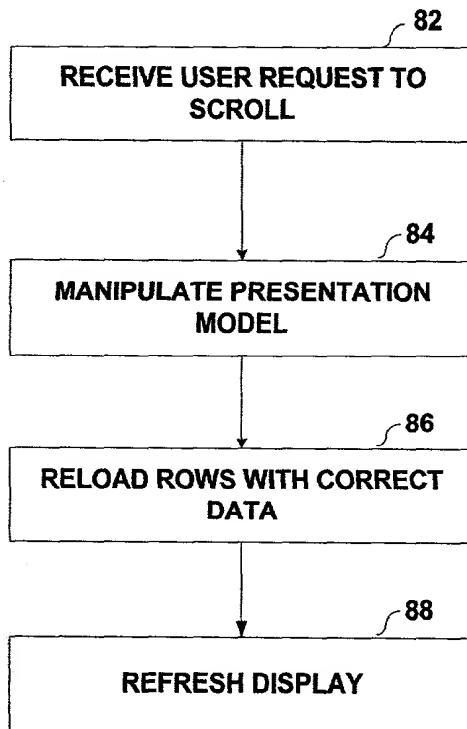 82
RECEIVE USER REQUEST TO
SCROLL
84
MANIPULATE PRESENTATION
MODEL
86
RELOAD ROWS WITH CORRECT
DATA
88
REFRESH DISPLAY